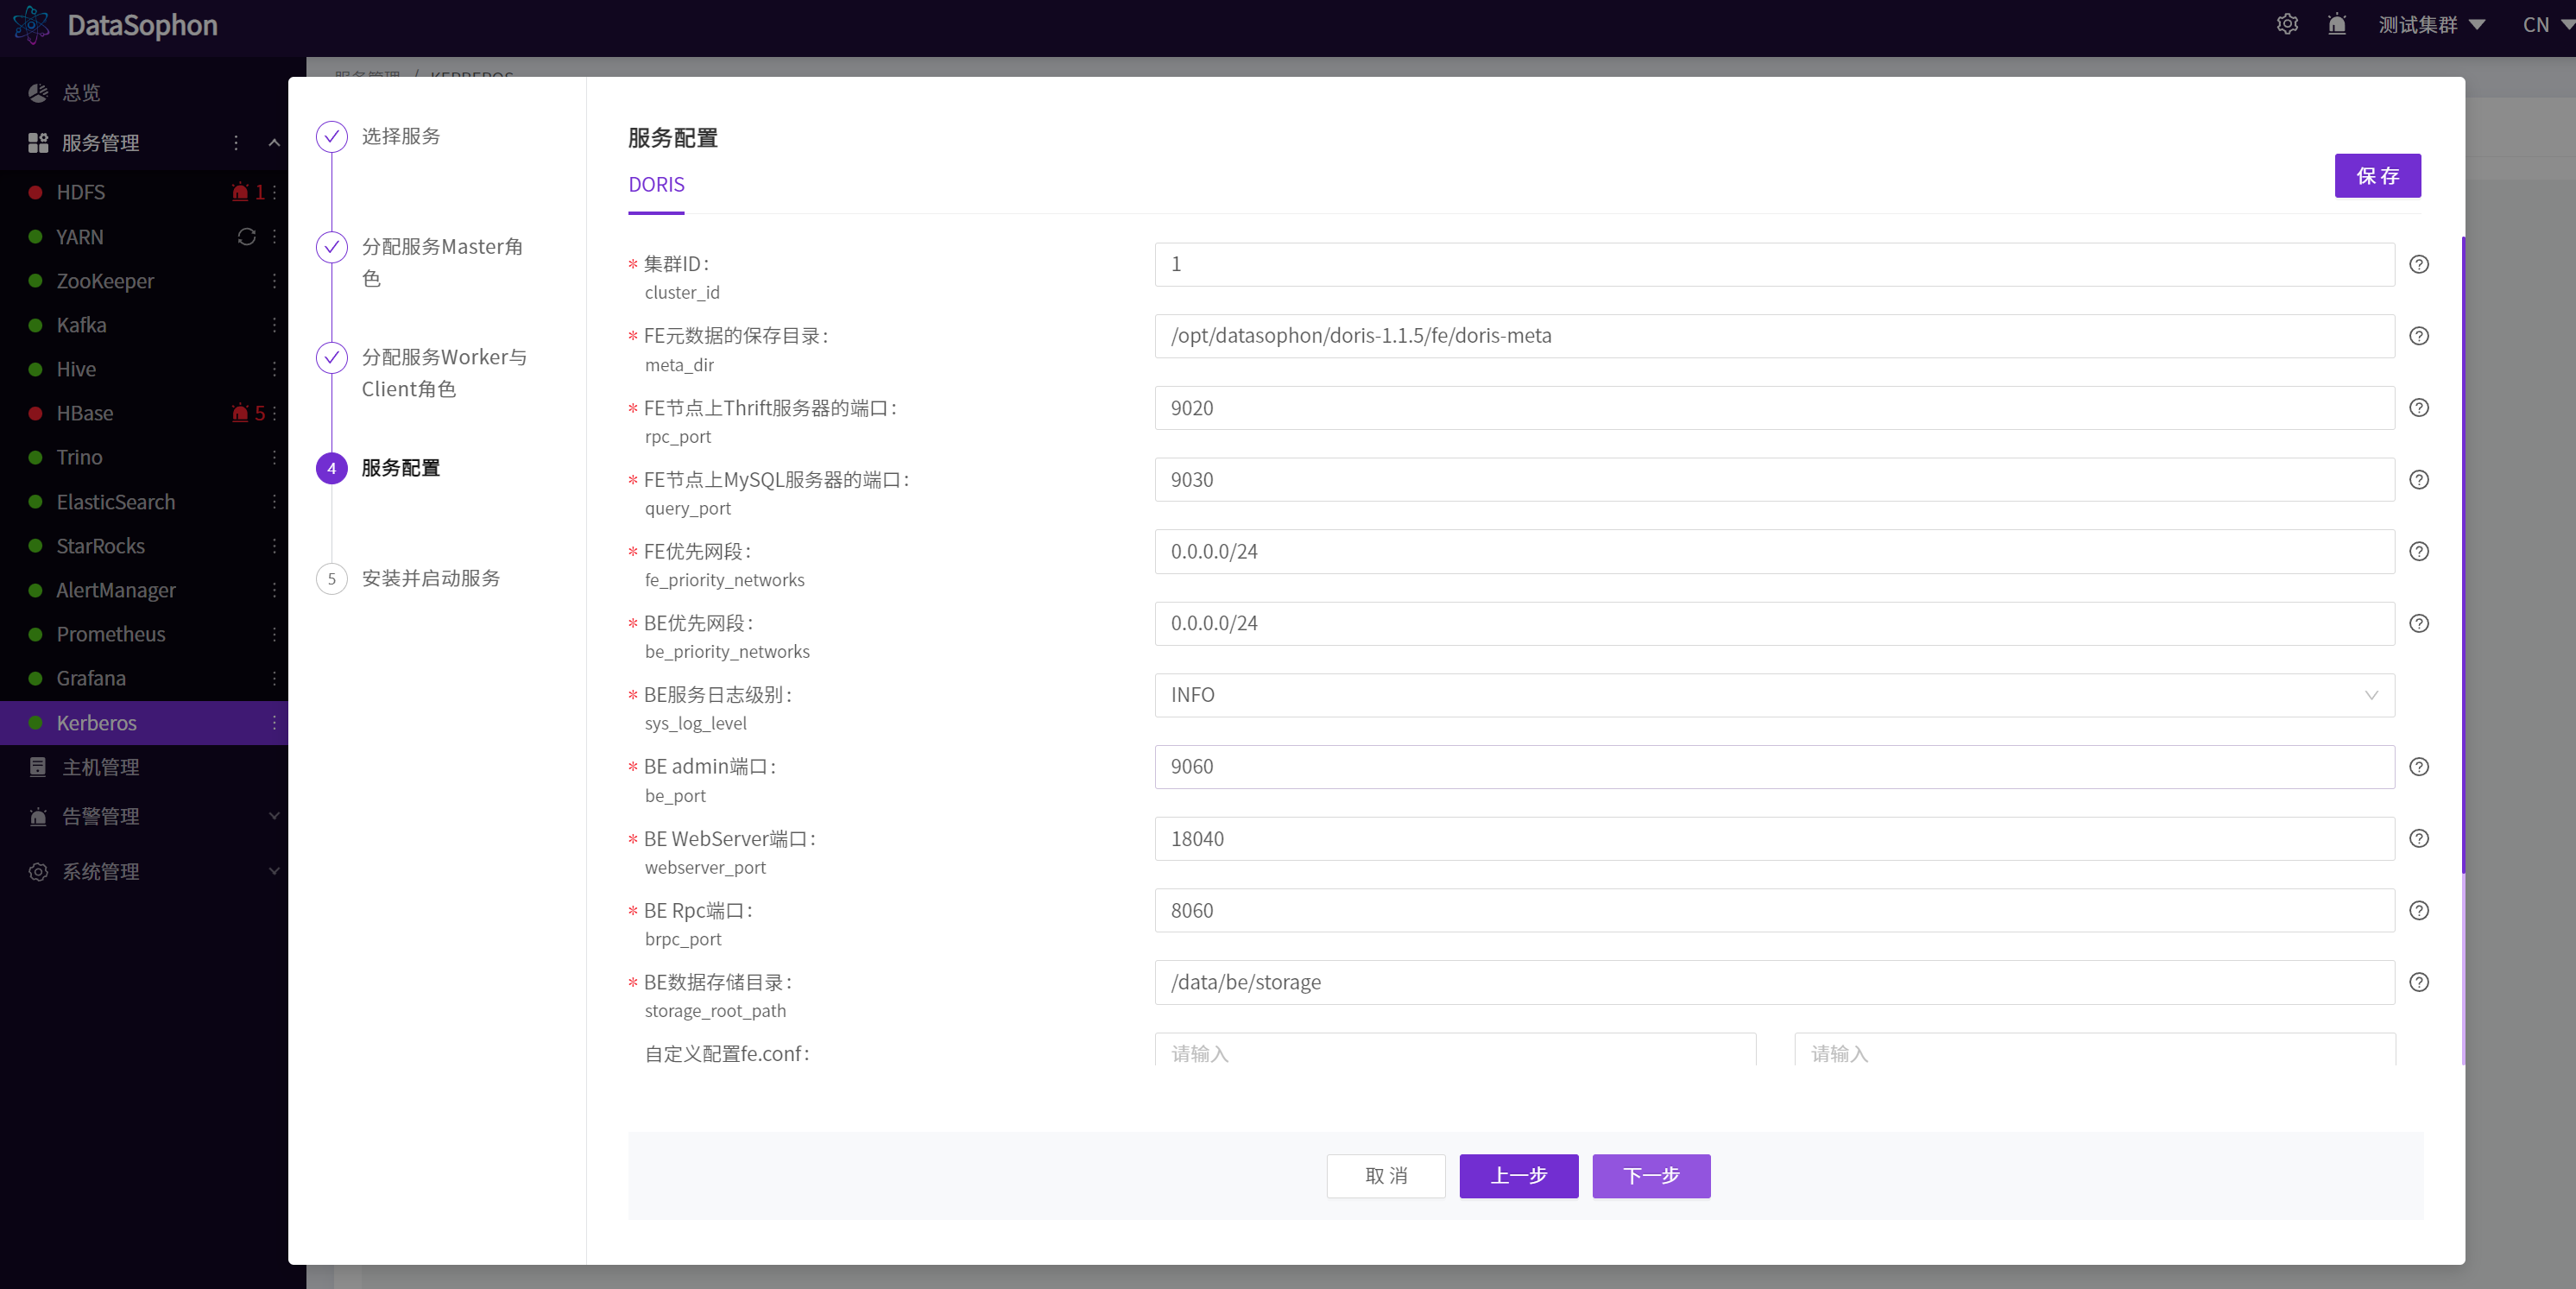 DataSophon
测试集群
CN
总览
服务管理
HDFS
1
YARN
ZooKeeper
Kafka
Hive
HBase
5
Trino
ElasticSearch
StarRocks
AlertManager
Prometheus
Grafana
Kerberos
主机管理
告警管理
系统管理
服务管理 / KERBEROS
选择服务
分配服务Master角
色
分配服务Worker与
Client角色
4
服务配置
5
安装并启动服务
服务配置
DORIS
保 存
* 集群ID:
cluster_id
1
* FE元数据的保存目录:
meta_dir
/opt/datasophon/doris-1.1.5/fe/doris-meta
* FE节点上Thrift服务器的端口:
rpc_port
9020
* FE节点上MySQL服务器的端口:
query_port
9030
* FE优先网段:
fe_priority_networks
0.0.0.0/24
* BE优先网段:
be_priority_networks
0.0.0.0/24
* BE服务日志级别:
sys_log_level
INFO
* BE admin端口:
be_port
9060
* BE WebServer端口:
webserver_port
18040
* BE Rpc端口:
brpc_port
8060
* BE数据存储目录:
storage_root_path
/data/be/storage
自定义配置fe.conf:
请输入
请输入
取 消
上一步
下一步